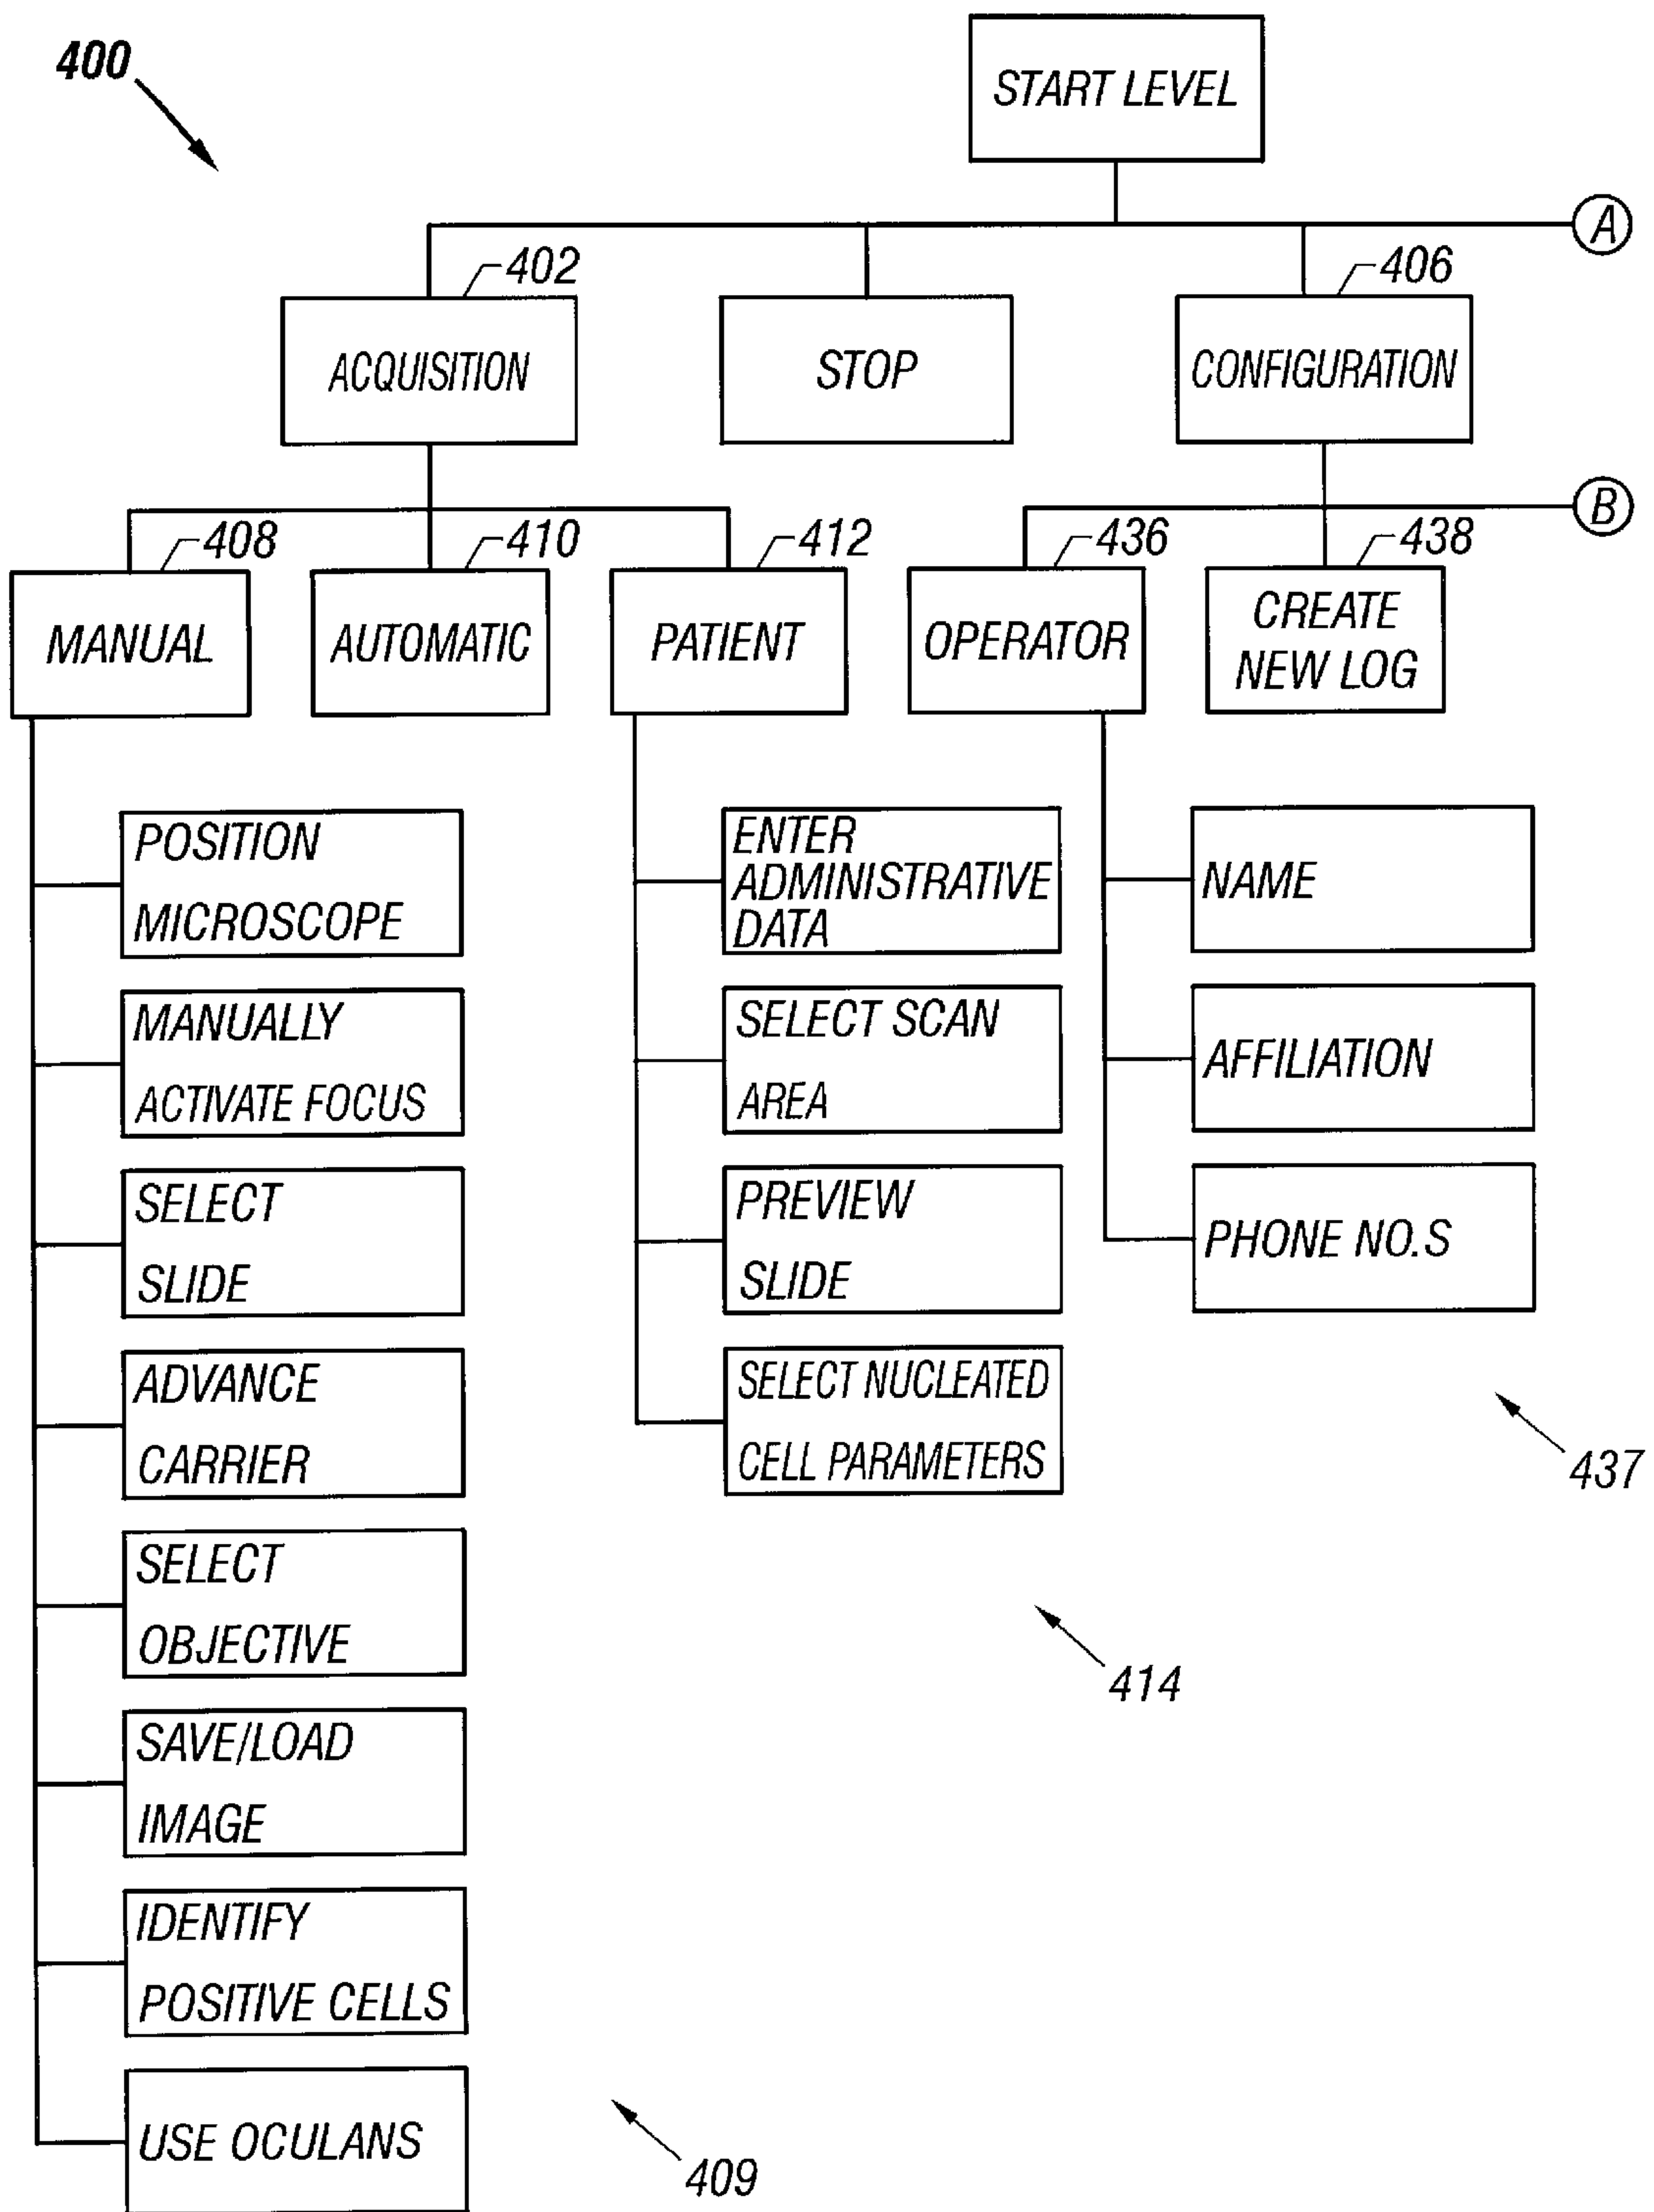 400
START LEVEL
A
402
406
ACQUISITION
STOP
CONFIGURATION
B
408
410
412
436
438
MANUAL
AUTOMATIC
PATIENT
OPERATOR
CREATE
NEW LOG
POSITION
MICROSCOPE
MANUALLY
ACTIVATE FOCUS
SELECT
SLIDE
ADVANCE
CARRIER
SELECT
OBJECTIVE
SAVE/LOAD
IMAGE
IDENTIFY
POSITIVE CELLS
USE OCULANS
409
ENTER
ADMINISTRATIVE
DATA
SELECT SCAN
AREA
PREVIEW
SLIDE
SELECT NUCLEATED
CELL PARAMETERS
414
NAME
AFFILIATION
PHONE NO.S
437